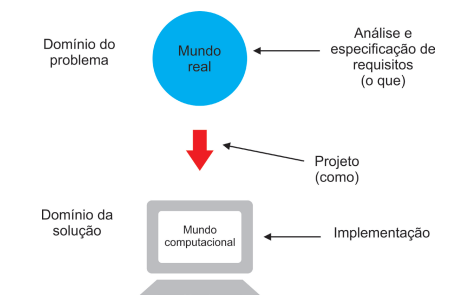 Domínio do
problema
Mundo
real
Análise e
especificação de
requisitos
(o que)
Projeto
(como)
Domínio da
solução
Mundo
computacional
Implementação